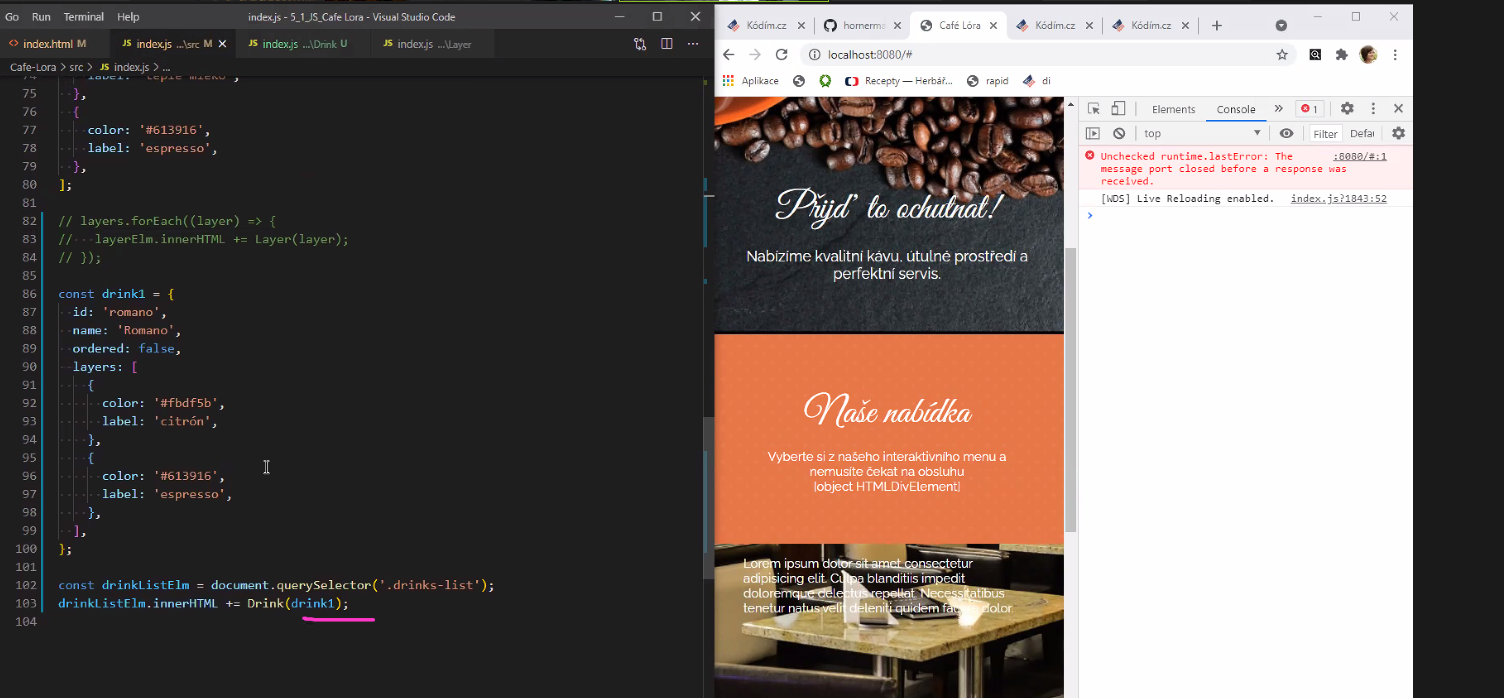 Go Run Terminal Help index.js - 5_1_JS_Cafe Lora - Visual Studio Code
index.html M index.js ...\src M index.js ...\Drink U index.js ...\Layer
Cafe-Lora > src > index.js > ...
75 },
76 {
77 color: '#613916',
78 label: 'espresso',
79 },
80 ];
81
82 // layers.forEach((layer) => {
83 // layerElm.innerHTML += Layer(layer);
84 // });
85
86 const drink1 = {
87 id: 'romano',
88 name: 'Romano',
89 ordered: false,
90 layers: [
91 {
92 color: '#fbdf5b',
93 label: 'citrón',
94 },
95 {
96 color: '#613916',
97 label: 'espresso',
98 },
99 ],
100 };
101
102 const drinkListElm = document.querySelector('.drinks-list');
103 drinkListElm.innerHTML += Drink(drink1);
104
Kódím.cz homerma Café Lóra Kódím.cz Kódím.cz
localhost:8080/#
Aplikace Recepty — Herbář... rapid di
Přijď to ochutnat!
Nabízíme kvalitní kávu, útulné prostředí a
perfektní servis.
Naše nabídka
Vyberte si z našeho interaktivního menu a
nemusíte čekat na obsluhu
[object HTMLDivElement]
Lorem ipsum dolor sit amet consectetur
adipisicing elit. Culpa blanditiis impedit
doloremque delectus repellat. Necessitatibus
tenetur natus velit deleniti quidem dolor
Elements Console » 1
top Filter Defau
Unchecked runtime.lastError: The :8080/#:1
message port closed before a response was
received.
[WDS] Live Reloading enabled. index.js?1843:52